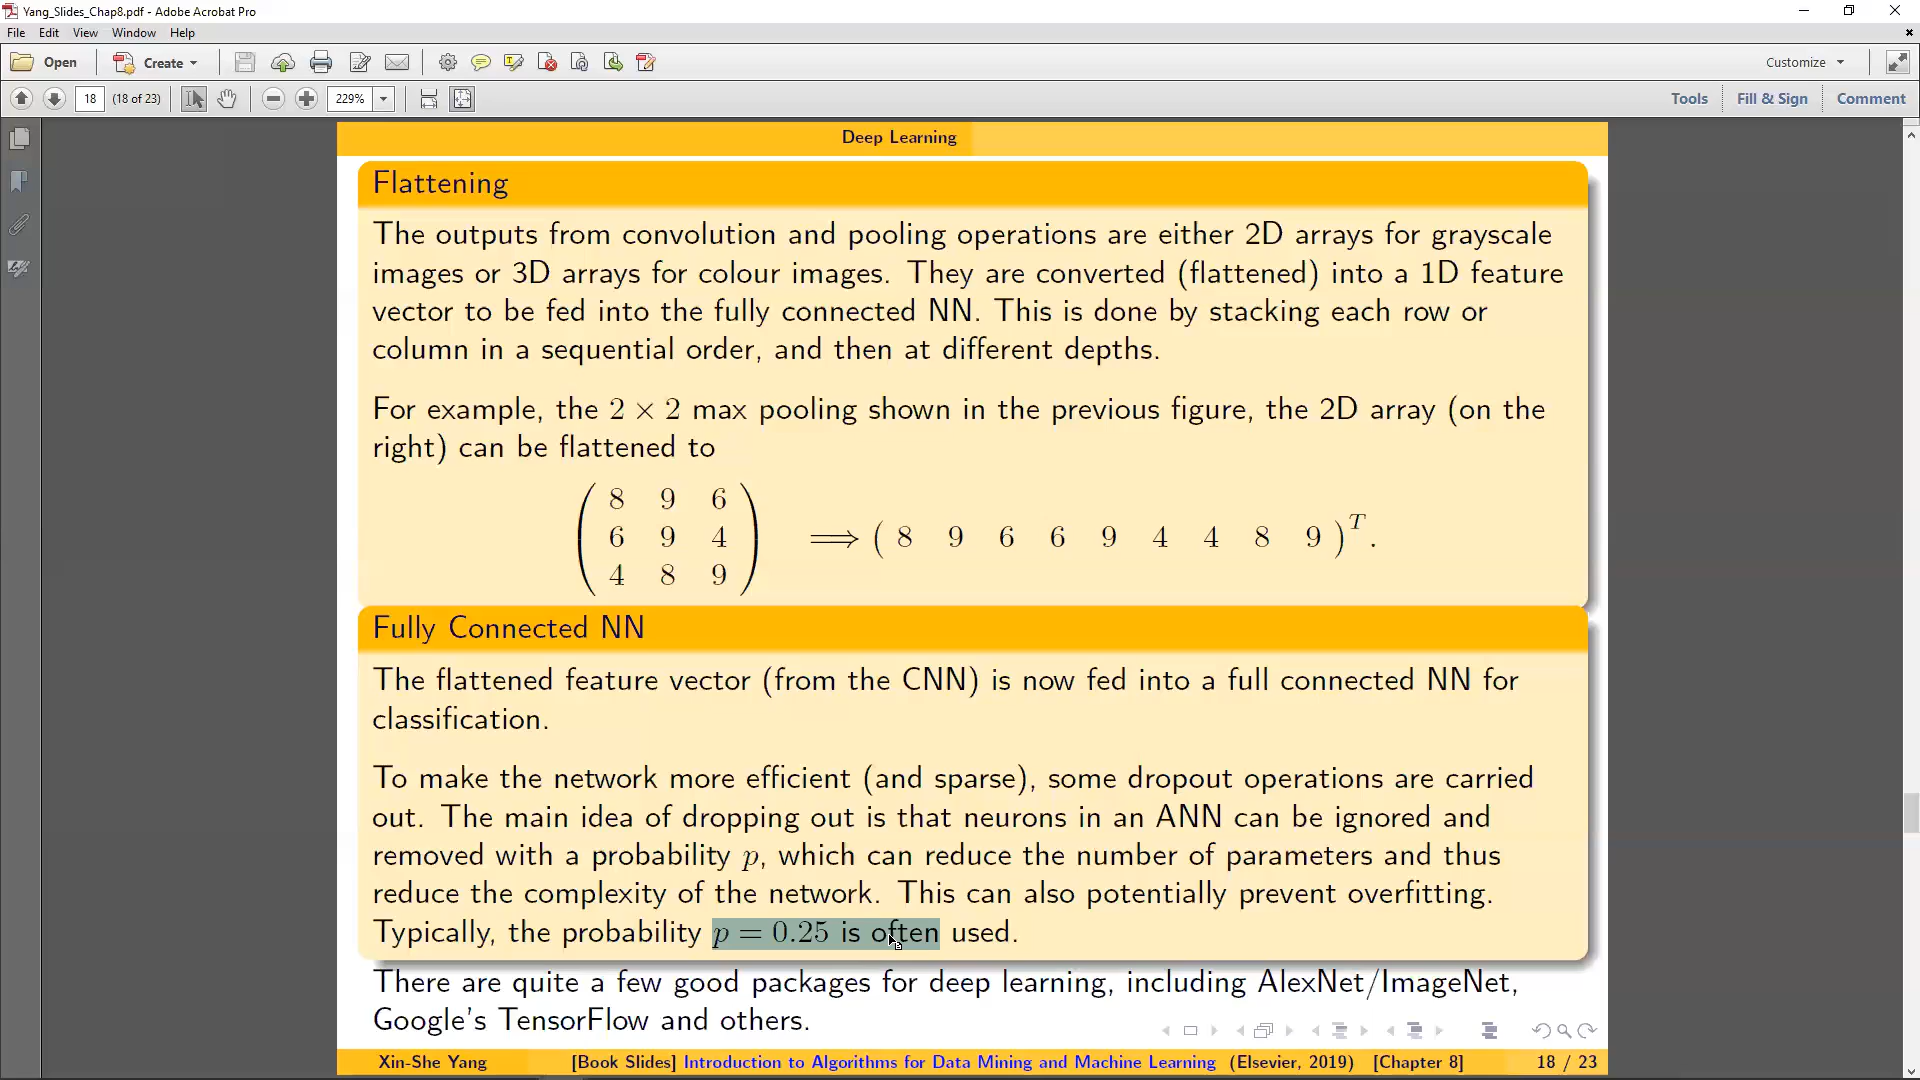 Yang_Slides_Chap8.pdf - Adobe Acrobat Pro
File Edit View Window Help
Open Create Customize
18 (18 of 23) 229% Tools Fill & Sign Comment
Deep Learning
Flattening
The outputs from convolution and pooling operations are either 2D arrays for grayscale
images or 3D arrays for colour images. They are converted (flattened) into a 1D feature
vector to be fed into the fully connected NN. This is done by stacking each row or
column in a sequential order, and then at different depths.
For example, the 2 × 2 max pooling shown in the previous figure, the 2D array (on the
right) can be flattened to
8 9 6
6 9 4 ⟹ ( 8 9 6 6 9 4 4 8 9 )^T.
4 8 9
Fully Connected NN
The flattened feature vector (from the CNN) is now fed into a full connected NN for
classification.
To make the network more efficient (and sparse), some dropout operations are carried
out. The main idea of dropping out is that neurons in an ANN can be ignored and
removed with a probability p, which can reduce the number of parameters and thus
reduce the complexity of the network. This can also potentially prevent overfitting.
Typically, the probability p = 0.25 is often used.
There are quite a few good packages for deep learning, including AlexNet/ImageNet,
Google's TensorFlow and others.
Xin-She Yang [Book Slides] Introduction to Algorithms for Data Mining and Machine Learning (Elsevier, 2019) [Chapter 8] 18 / 23